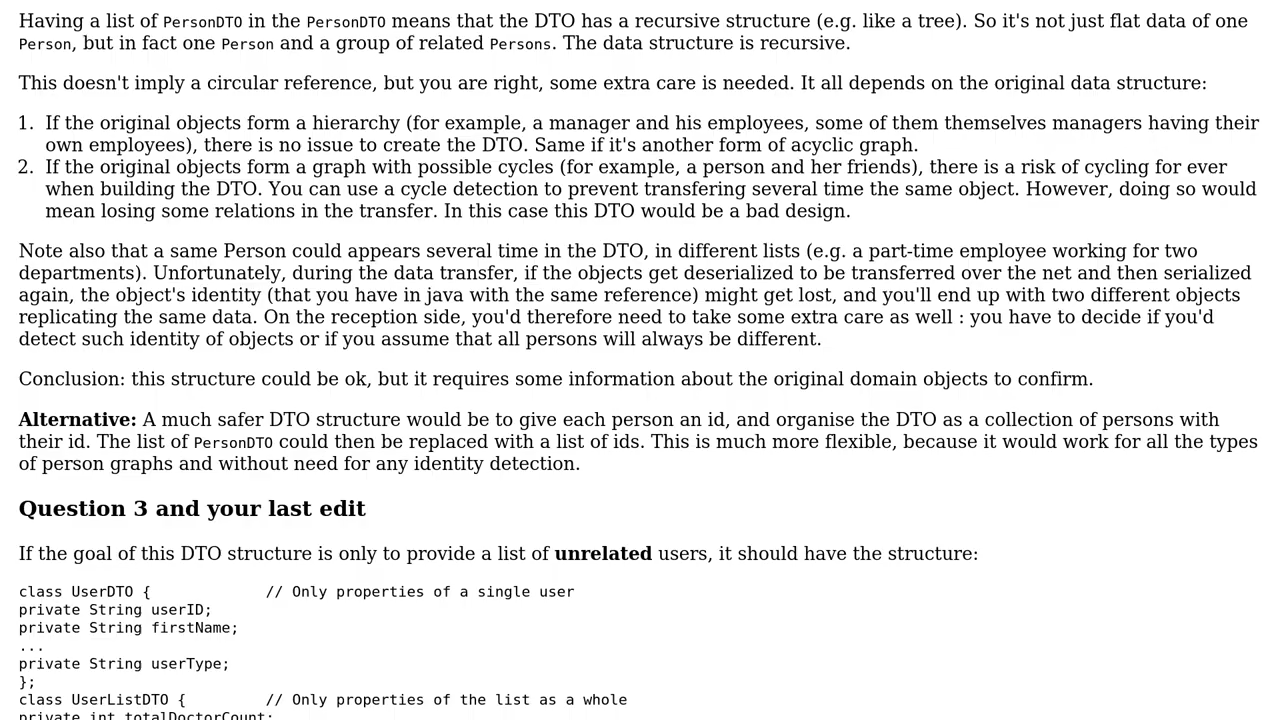 Having a list of PersonDTO in the PersonDTO means that the DTO has a recursive structure (e.g. like a tree). So it's not just flat data of one
Person, but in fact one Person and a group of related Persons. The data structure is recursive.
This doesn't imply a circular reference, but you are right, some extra care is needed. It all depends on the original data structure:
1. If the original objects form a hierarchy (for example, a manager and his employees, some of them themselves managers having their
own employees), there is no issue to create the DTO. Same if it's another form of acyclic graph.
2. If the original objects form a graph with possible cycles (for example, a person and her friends), there is a risk of cycling for ever
when building the DTO. You can use a cycle detection to prevent transfering several time the same object. However, doing so would
mean losing some relations in the transfer. In this case this DTO would be a bad design.
Note also that a same Person could appears several time in the DTO, in different lists (e.g. a part-time employee working for two
departments). Unfortunately, during the data transfer, if the objects get deserialized to be transferred over the net and then serialized
again, the object's identity (that you have in java with the same reference) might get lost, and you'll end up with two different objects
replicating the same data. On the reception side, you'd therefore need to take some extra care as well : you have to decide if you'd
detect such identity of objects or if you assume that all persons will always be different.
Conclusion: this structure could be ok, but it requires some information about the original domain objects to confirm.
Alternative: A much safer DTO structure would be to give each person an id, and organise the DTO as a collection of persons with
their id. The list of PersonDTO could then be replaced with a list of ids. This is much more flexible, because it would work for all the types
of person graphs and without need for any identity detection.
Question 3 and your last edit
If the goal of this DTO structure is only to provide a list of unrelated users, it should have the structure:
class UserDTO {             // Only properties of a single user
private String userID;
private String firstName;
...
private String userType;
};
class UserListDTO {         // Only properties of the list as a whole
private int totalDoctorCount;